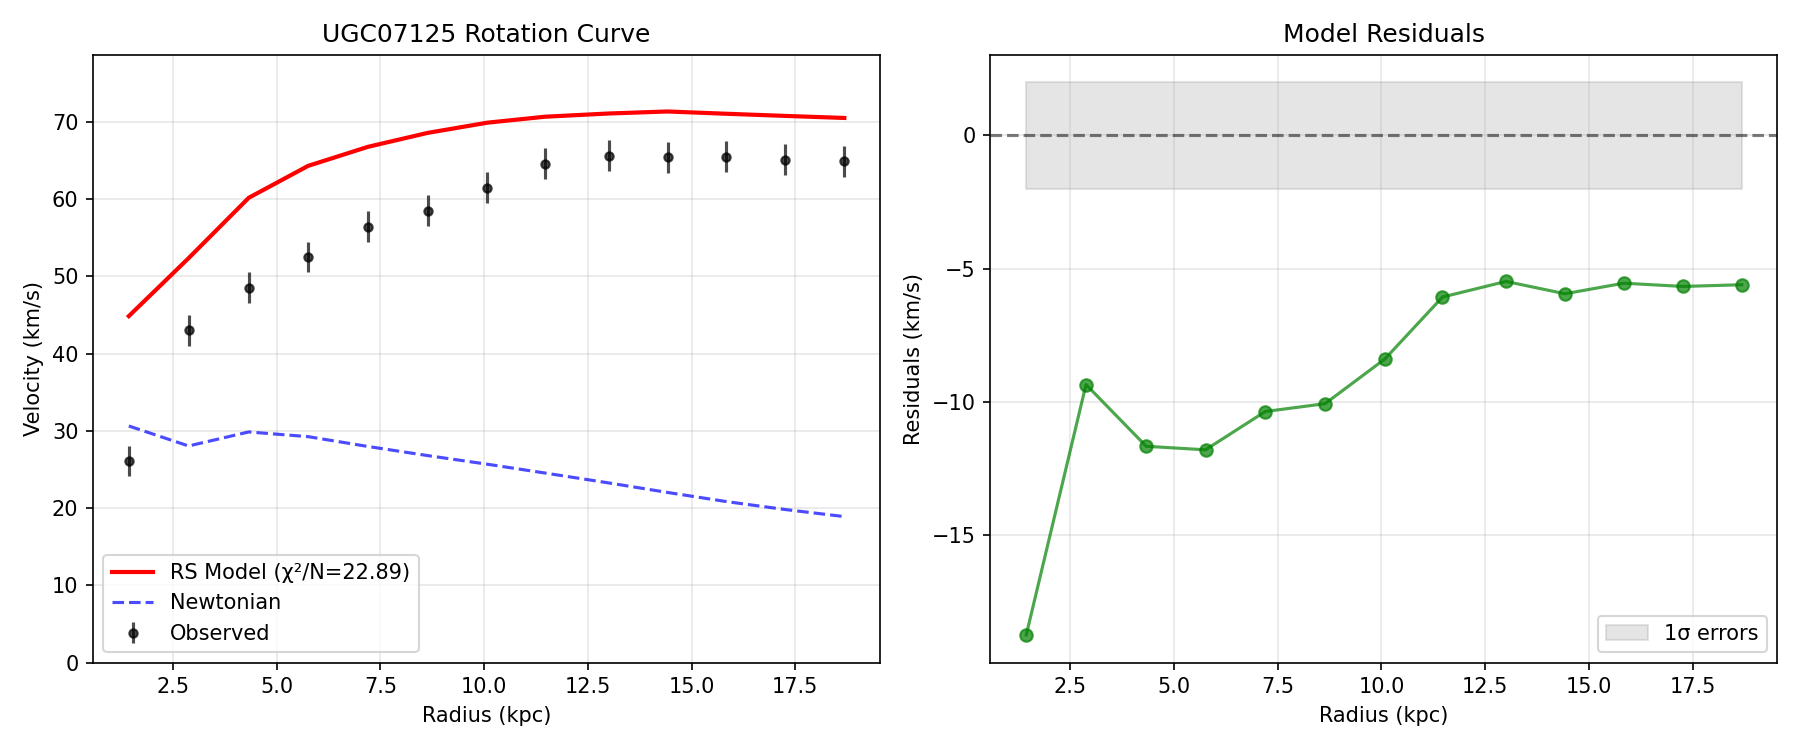 UGC07125 Rotation Curve
Velocity (km/s)
70
60
50
40
30
20
10
0
2.5 5.0 7.5 10.0 12.5 15.0 17.5
Radius (kpc)
RS Model (χ²/N=22.89)
Newtonian
Observed
Model Residuals
Residuals (km/s)
0
−5
−10
−15
2.5 5.0 7.5 10.0 12.5 15.0 17.5
Radius (kpc)
1σ errors